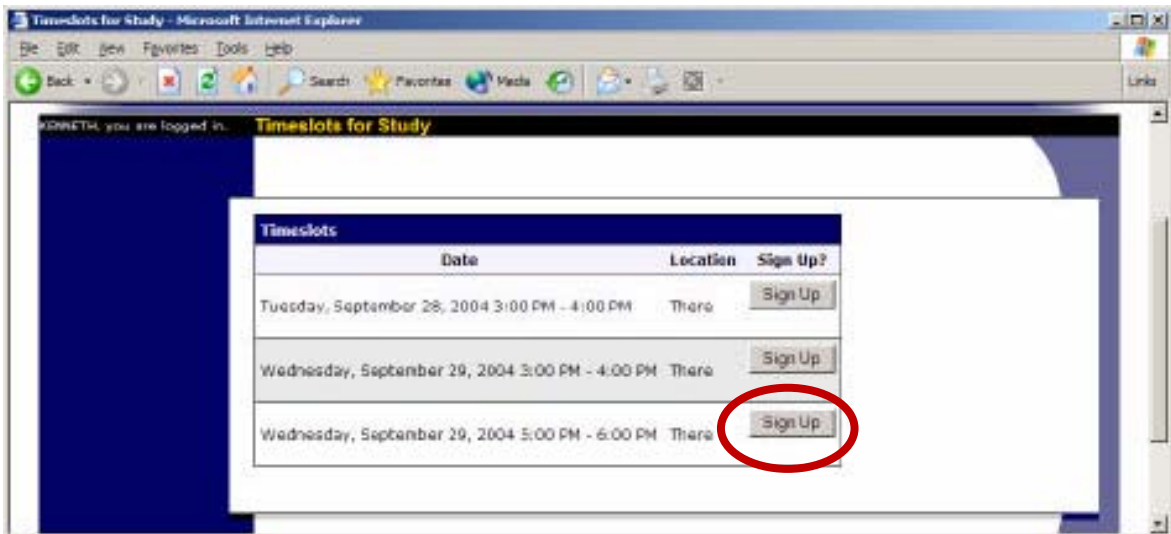 Timeslots for Study - Microsoft Internet Explorer
File Edit View Favorites Tools Help
Back Search Favorites Media Links
KENNETH, you are logged in. Timeslots for Study
Timeslots
Date Location Sign Up?
Tuesday, September 28, 2004 3:00 PM - 4:00 PM There Sign Up
Wednesday, September 29, 2004 3:00 PM - 4:00 PM There Sign Up
Wednesday, September 29, 2004 5:00 PM - 6:00 PM There Sign Up